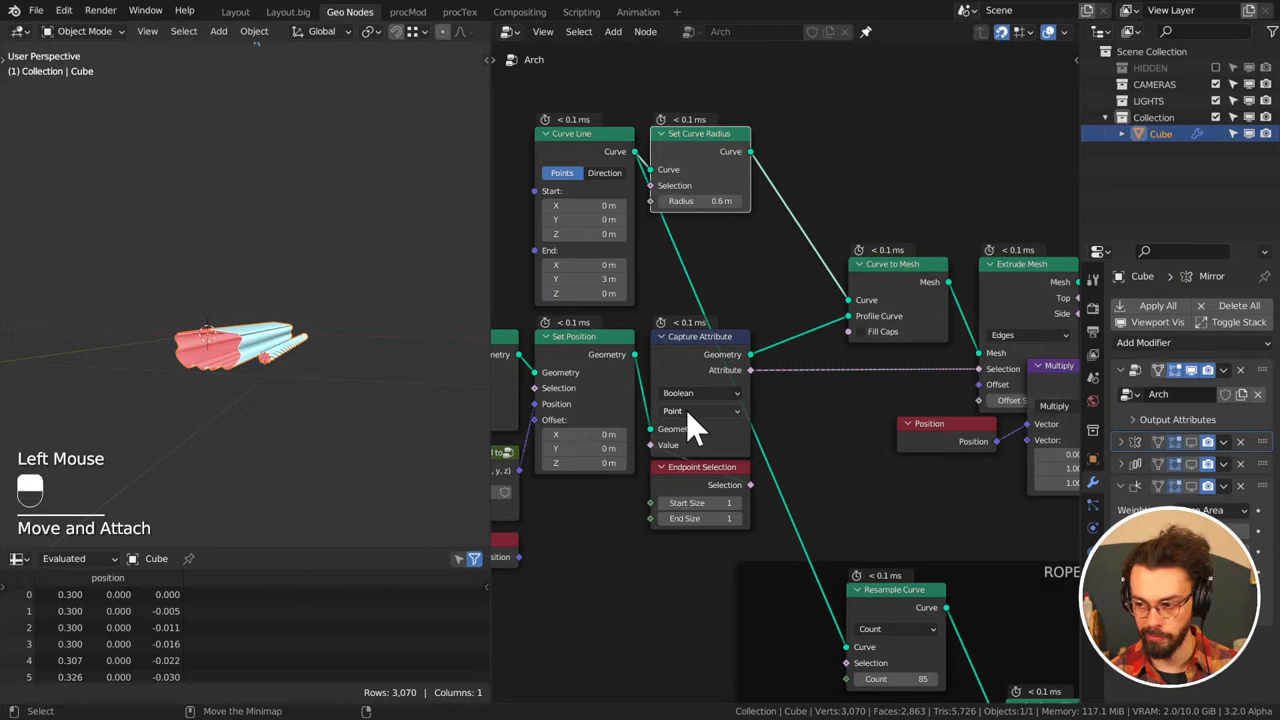 File Edit Render Window Help Layout Layout.big Geo Nodes procMod procTex Compositing Scripting Animation + Scene View Layer
Object Mode View Select Add Object Global
View Select Add Node Arch
User Perspective
(1) Collection | Cube
Arch
Scene Collection
HIDDEN
CAMERAS
LIGHTS
Collection
Cube
< 0.1 ms
Curve Line
Curve
Points Direction
Start:
X 0 m
Y 0 m
Z 0 m
End:
X 0 m
Y 3 m
Z 0 m
< 0.1 ms
Set Curve Radius
Curve
Curve
Selection
Radius 0.6 m
< 0.1 ms
Curve to Mesh
Mesh
Curve
Profile Curve
Fill Caps
< 0.1 ms
Extrude Mesh
Mesh
Top
Side
Edges
Mesh
Selection
Offset
Offset S
Multiply
Multiply
Vector
Vector:
0.00
1.00
1.00
Position
Position
< 0.1 ms
Set Position
Geometry
Geometry
Selection
Position
Offset:
X 0 m
Y 0 m
Z 0 m
< 0.1 ms
Capture Attribute
Geometry
Attribute
Boolean
Point
Geome
Value
Endpoint Selection
Selection
Start Size 1
End Size 1
ROPE
< 0.1 ms
Resample Curve
Curve
Count
Curve
Selection
Count 85
< 0.1 ms
Cube Mirror
Apply All Delete All
Viewport Vis Toggle Stack
Add Modifier
Arch
Output Attributes
Area
Left Mouse
Move and Attach
Evaluated Cube
position
0 0.300 0.000 0.000
1 0.300 0.000 -0.005
2 0.300 0.000 -0.011
3 0.300 0.000 -0.016
4 0.307 0.000 -0.022
5 0.326 0.000 -0.030
Rows: 3,070 | Columns: 1
Select Move the Minimap Collection | Cube | Verts:3,070 | Faces:2,863 | Tris:5,726 | Objects:1/1 | Memory: 117.1 MiB | VRAM: 2.0/10.0 GiB | 3.2.0 Alpha